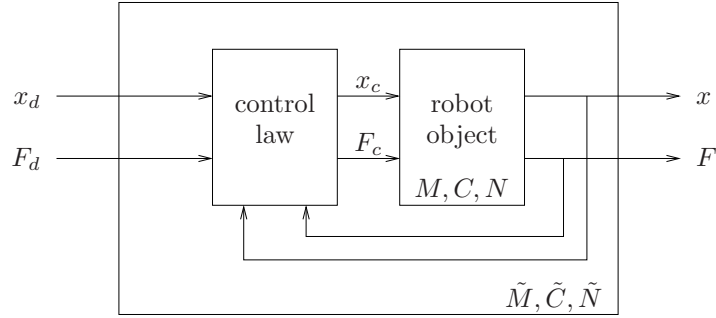 x_d
F_d
control
law
x_c
F_c
robot
object
M, C, N
x
F
M̃, C̃, Ñ